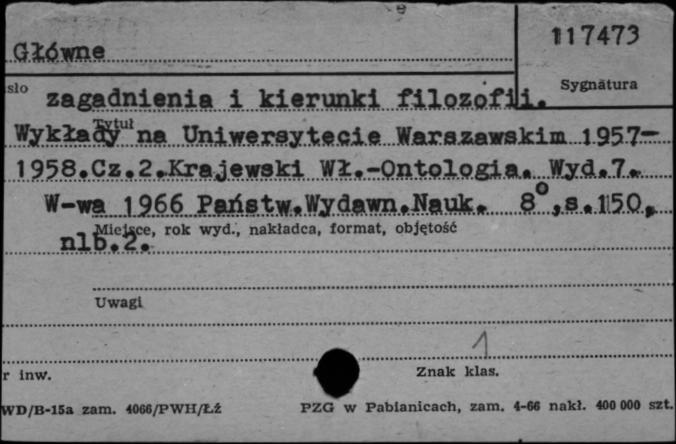 117473
Główne
sło
Sygnatura
zagadnienia i kierunki filozofii.
Tytuł
Wykłady na Uniwersytecie Warszawskim 1957-
1958.Cz.2.Krajewski Wł.-Ontologia. Wyd.7.
W-wa 1966 Państw.Wydawn.Nauk. 8°,s.150,
Miejsce, rok wyd., nakładca, format, objętość
nlb.2.
Uwagi
1
r inw.
Znak klas.
WD/B-15a zam. 4066/PWH/Łź
PZG w Pabianicach, zam. 4-66 nakł. 400 000 szt.